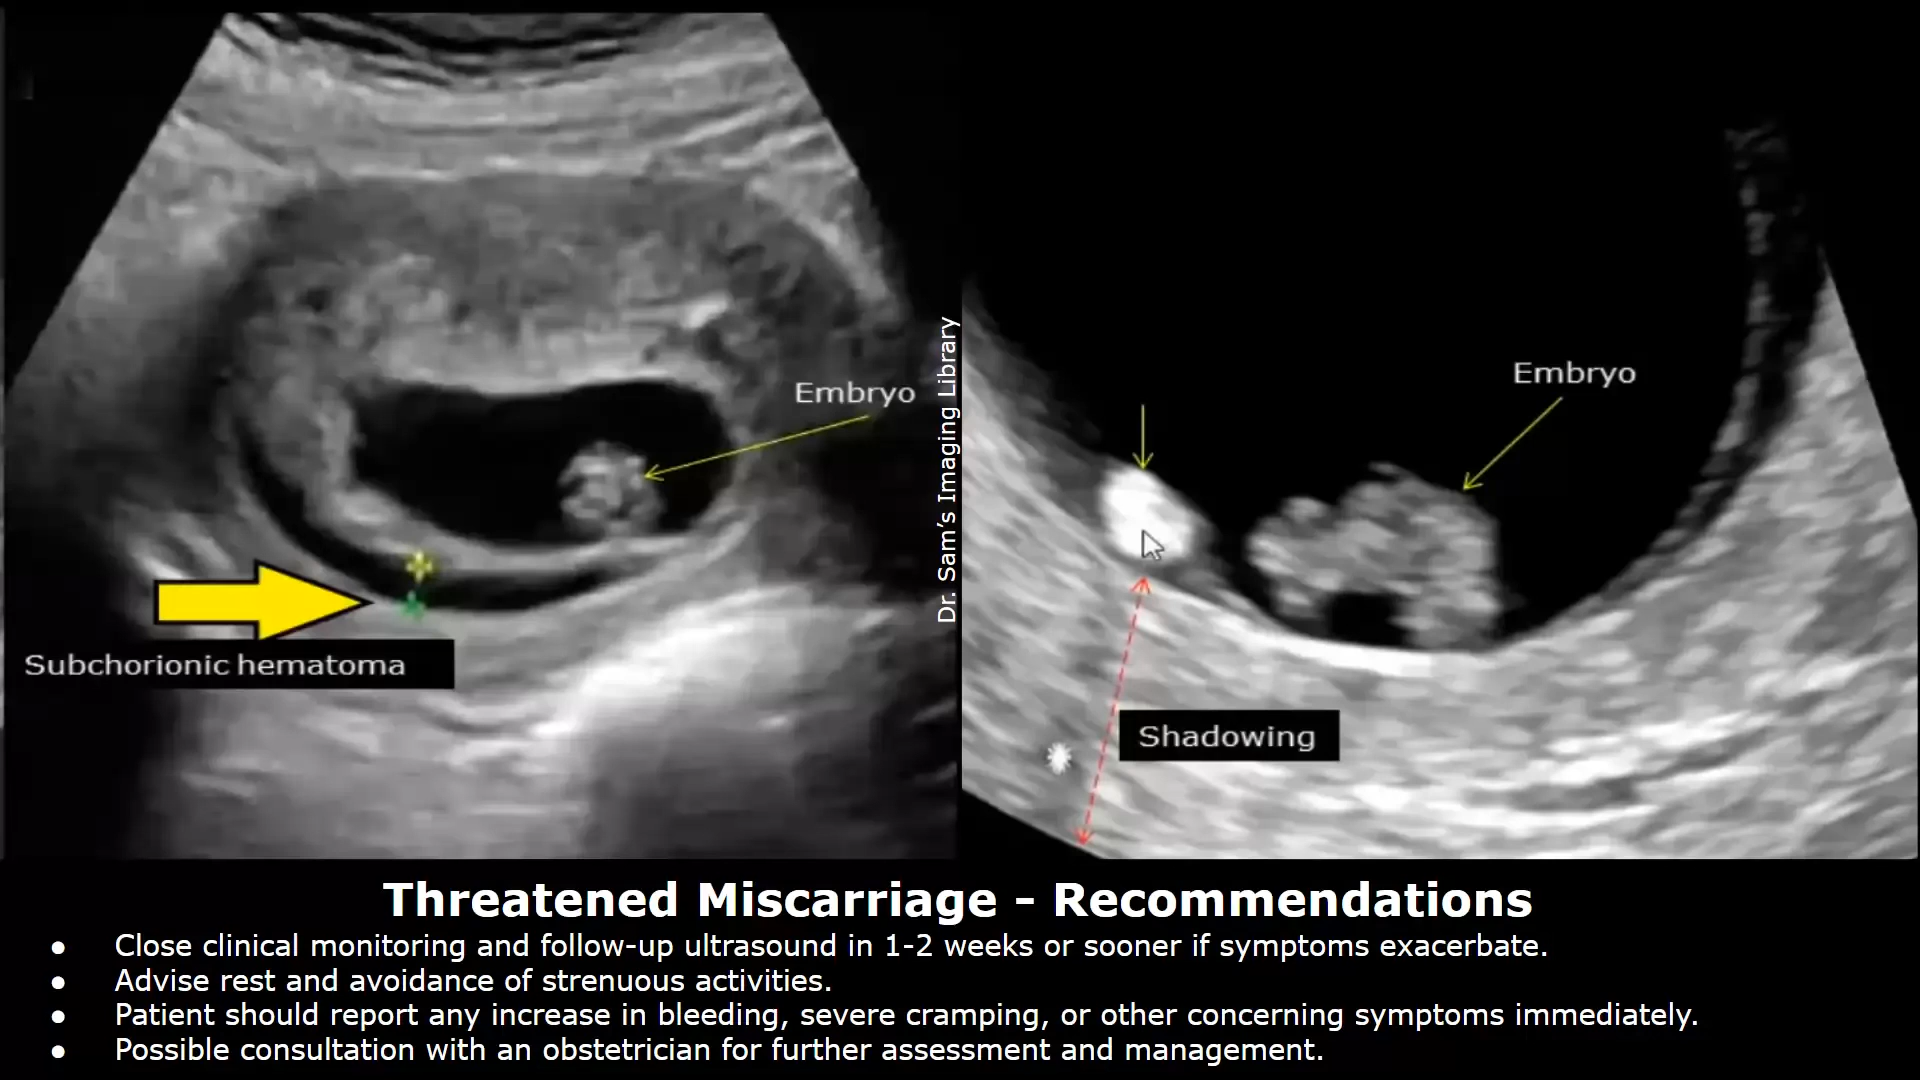 Embryo
Subchorionic hematoma
Dr. Sam's Imaging Library
Embryo
Shadowing
Threatened Miscarriage – Recommendations
● Close clinical monitoring and follow-up ultrasound in 1-2 weeks or sooner if symptoms exacerbate.
● Advise rest and avoidance of strenuous activities.
● Patient should report any increase in bleeding, severe cramping, or other concerning symptoms immediately.
● Possible consultation with an obstetrician for further assessment and management.